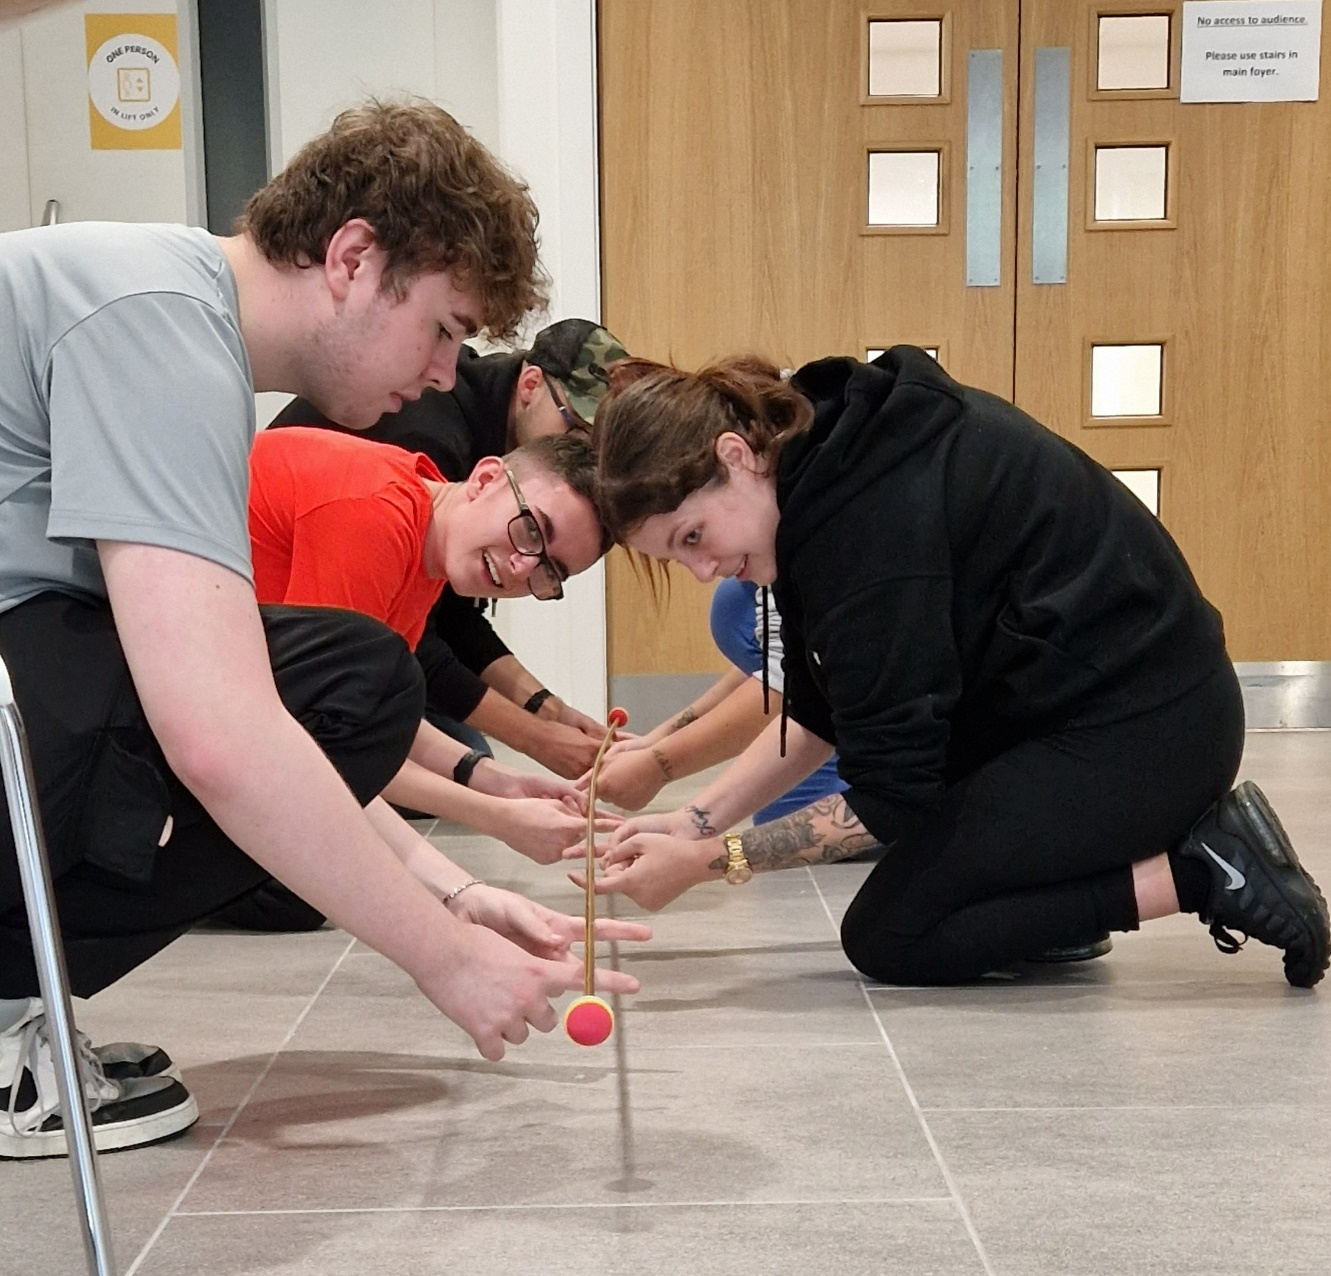 ONE PERSON
IN LIFT ONLY
No access to audience.
Please use stairs in
main foyer.